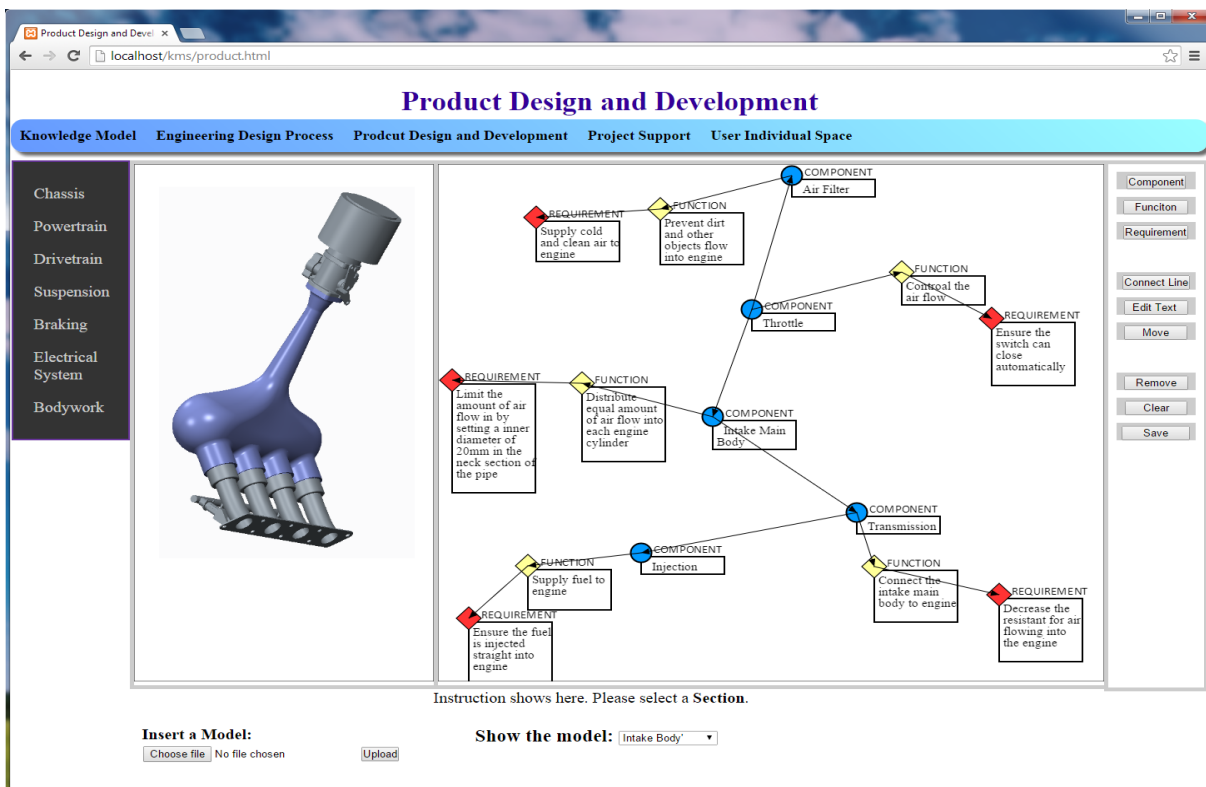 Product Design and Devel
localhost/kms/product.html
Product Design and Development
Knowledge Model Engineering Design Process Prodcut Design and Development Project Support User Individual Space
Chassis
Powertrain
Drivetrain
Suspension
Braking
Electrical
System
Bodywork
COMPONENT
Air Filter
FUNCTION
Prevent dirt
and other
objects flow
into engine
REQUIREMENT
Supply cold
and clean air to
engine
COMPONENT
Throttle
FUNCTION
Controal the
air flow
REQUIREMENT
Ensure the
switch can
close
automatically
COMPONENT
Intake Main
Body
FUNCTION
Distribute
equal amount
of air flow into
each engine
cylinder
REQUIREMENT
Limit the
amount of air
flow in by
setting a inner
diameter of
20mm in the
neck section of
the pipe
COMPONENT
Transmission
FUNCTION
Connect the
intake main
body to engine
REQUIREMENT
Decrease the
resistant for air
flowing into
the engine
COMPONENT
Injection
FUNCTION
Supply fuel to
engine
REQUIREMENT
Ensure the fuel
is injected
straight into
engine
Component
Funciton
Requirement
Connect Line
Edit Text
Move
Remove
Clear
Save
Instruction shows here. Please select a Section.
Insert a Model:
Choose file No file chosen Upload
Show the model: Intake Body'